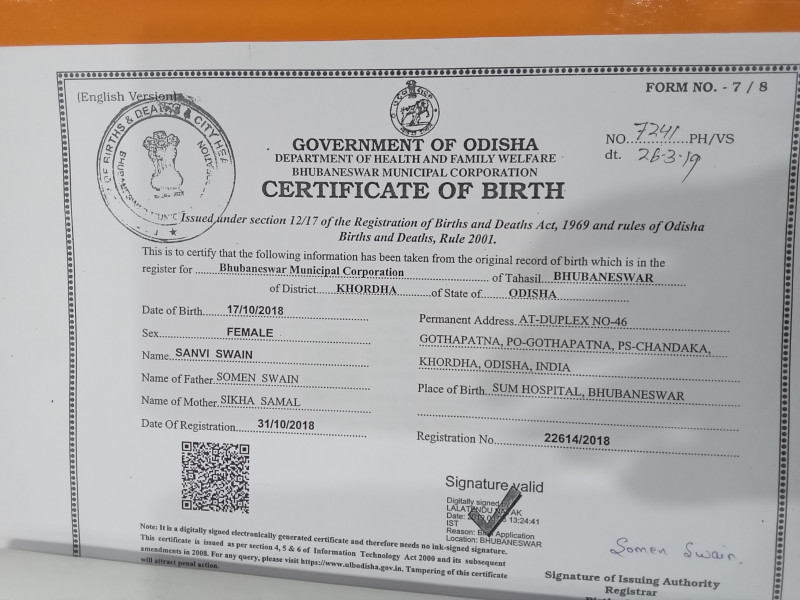 (English Version)
FORM NO. - 7 / 8
OF BIRTHS & DEATHS & CITY HEA
GOVERNMENT OF ODISHA
DEPARTMENT OF HEALTH AND FAMILY WELFARE
BHUBANESWAR MUNICIPAL CORPORATION
CERTIFICATE OF BIRTH
NO. 7241 PH/VS
dt. 26-3-19
Issued under section 12/17 of the Registration of Births and Deaths Act, 1969 and rules of Odisha
Births and Deaths, Rule 2001.
This is to certify that the following information has been taken from the original record of birth which is in the
register for Bhubaneswar Municipal Corporation of Tahasil BHUBANESWAR
of District KHORDHA of State of ODISHA
Date of Birth 17/10/2018
Sex FEMALE
Name SANVI SWAIN
Name of Father SOMEN SWAIN
Name of Mother SIKHA SAMAL
Date Of Registration 31/10/2018
Permanent Address AT-DUPLEX NO-46
GOTHAPATNA, PO-GOTHAPATNA, PS-CHANDAKA,
KHORDHA, ODISHA, INDIA
Place of Birth SUM HOSPITAL, BHUBANESWAR
Registration No. 22614/2018
Signature valid
Digitally signed
Date: 13:24:41
IST
Reason: Application
Location: BHUBANESWAR
Note: It is a digitally signed electronically generated certificate and therefore needs no ink-signed signature.
This certificate is issued as per section 4, 5 & 6 of Information Technology Act 2000 and its subsequent
amendments in 2008. For any query, please visit https://www.ulbodisha.gov.in. Tampering of this certificate
will attract penal action.
Somen Swain.
Signature of Issuing Authority
Registrar